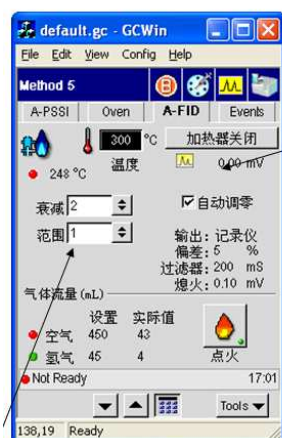 default.gc - GCWin
File Edit View Config Help
Method 5
A-PSSI Oven A-FID Events
300 °C 加热器关闭
248 °C 温度 0.00 mV
衰减 2 自动调零
范围 1 输出: 记录仪
偏差: 5 %
过滤器: 200 mS
熄火: 0.10 mV
气体流量 (mL)
设置 实际值
空气 450 43
氢气 45 4 点火
Not Ready 17:01
Tools
138,19 Ready